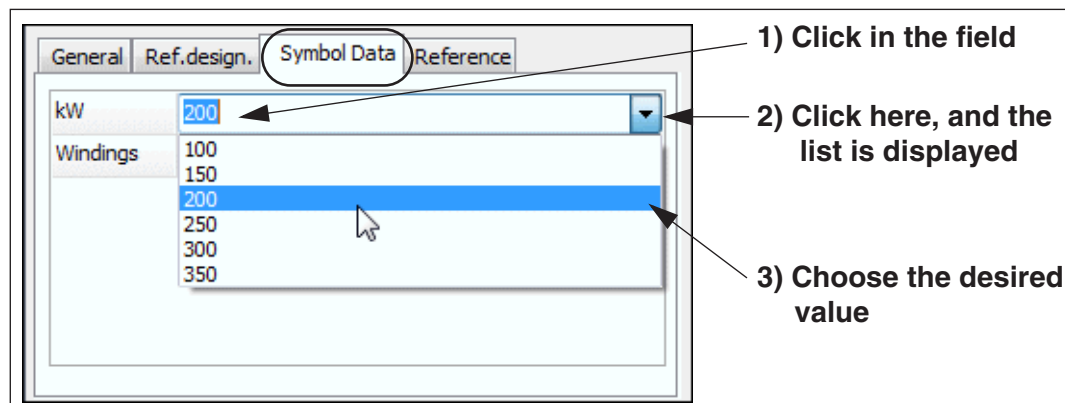 General Ref.design. Symbol Data Reference
kW 200
Windings
100
150
200
250
300
350
1) Click in the field
2) Click here, and the
list is displayed
3) Choose the desired
value